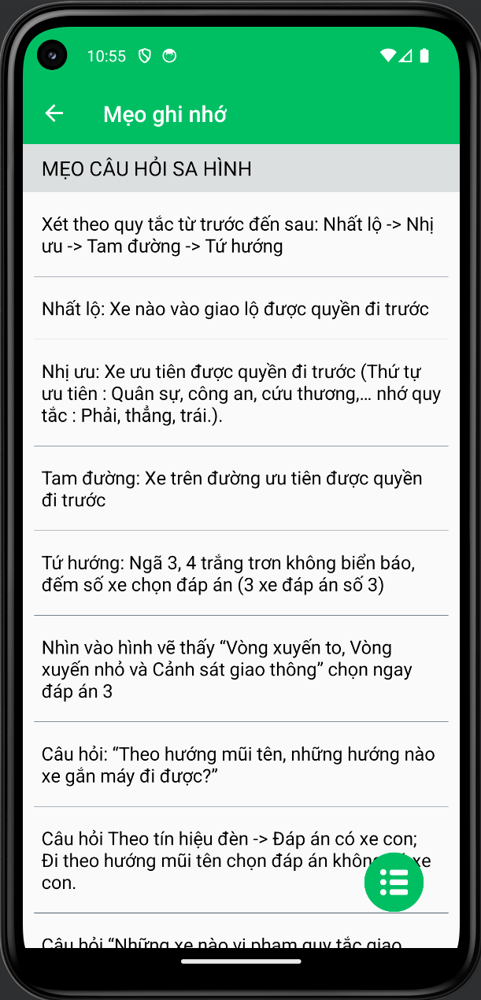 10:55
Mẹo ghi nhớ
MẸO CÂU HỎI SA HÌNH
Xét theo quy tắc từ trước đến sau: Nhất lộ -> Nhị
ưu -> Tam đường -> Tứ hướng
Nhất lộ: Xe nào vào giao lộ được quyền đi trước
Nhị ưu: Xe ưu tiên được quyền đi trước (Thứ tự
ưu tiên : Quân sự, công an, cứu thương,... nhớ quy
tắc : Phải, thẳng, trái.).
Tam đường: Xe trên đường ưu tiên được quyền
đi trước
Tứ hướng: Ngã 3, 4 trắng trơn không biển báo,
đếm số xe chọn đáp án (3 xe đáp án số 3)
Nhìn vào hình vẽ thấy “Vòng xuyến to, Vòng
xuyến nhỏ và Cảnh sát giao thông” chọn ngay
đáp án 3
Câu hỏi: “Theo hướng mũi tên, những hướng nào
xe gắn máy đi được?”
Câu hỏi Theo tín hiệu đèn -> Đáp án có xe con;
Đi theo hướng mũi tên chọn đáp án xe
con.
Câu hỏi “Những xe nào vi phạm quy tắc giao